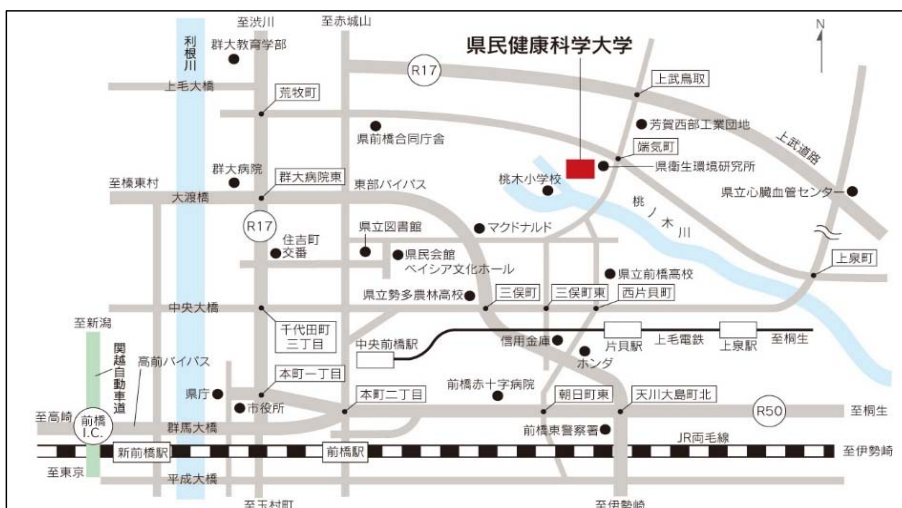 至渋川
至赤城山
N
利根川
群大教育学部
県民健康科学大学
R17
上武鳥取
上毛大橋
荒牧町
芳賀西部工業団地
上武道路
県前橋合同庁舎
端気町
県衛生環境研究所
群大病院
桃木小学校
至榛東村
群大病院東
東部バイパス
県立心臓血管センター
大渡橋
桃ノ木川
R17
マクドナルド
住吉町
交番
県立図書館
県民会館
ベイシア文化ホール
上泉町
県立前橋高校
県立勢多農林高校
三俣町
三俣町東
西片貝町
中央大橋
至新潟
千代田町
三丁目
中央前橋駅
信用金庫
片貝駅
上毛電鉄
上泉駅
至桐生
関越自動車道
高前バイパス
ホンダ
本町一丁目
前橋赤十字病院
県庁
市役所
本町二丁目
朝日町東
天川大島町北
至高崎
前橋
I.C.
R50
至桐生
群馬大橋
前橋東警察署
JR両毛線
新前橋駅
前橋駅
至伊勢崎
至東京
平成大橋
至玉村町
至伊勢崎